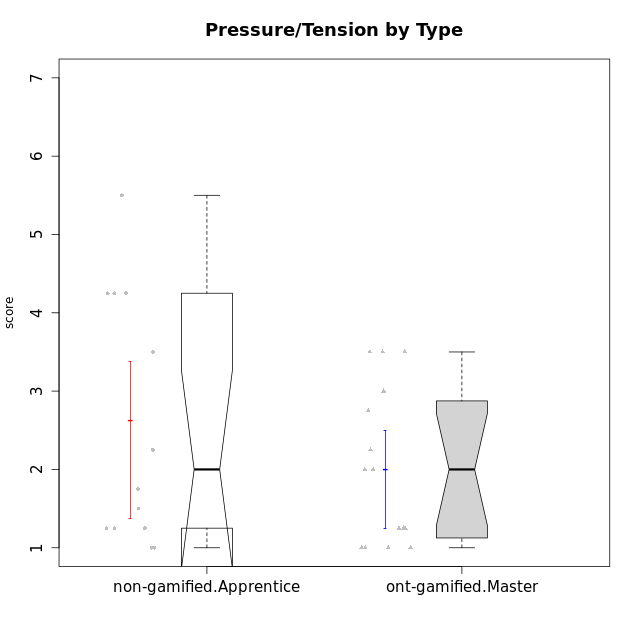 Pressure/Tension by Type
7
6
5
4
3
2
1
score
non-gamified.Apprentice
ont-gamified.Master